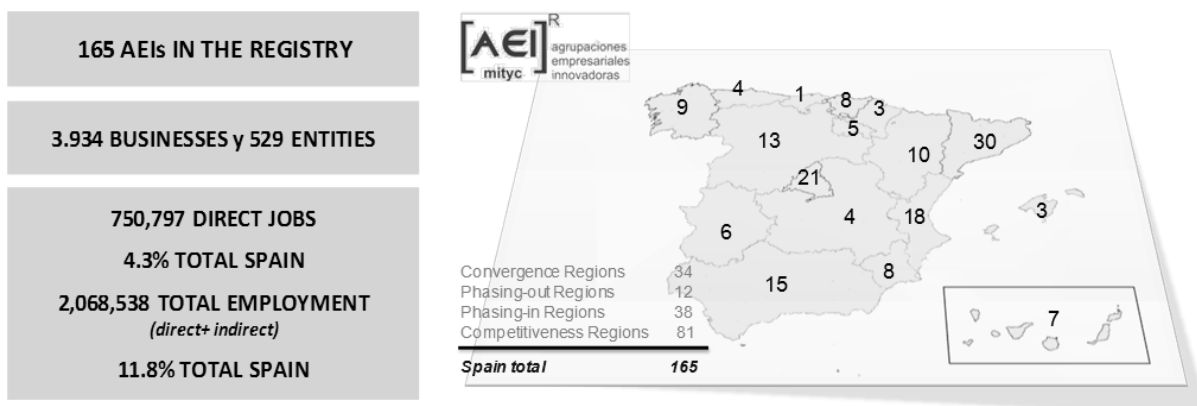 165 AEIs IN THE REGISTRY
3.934 BUSINESSES y 529 ENTITIES
750,797 DIRECT JOBS
4.3% TOTAL SPAIN
2,068,538 TOTAL EMPLOYMENT
(direct+ indirect)
11.8% TOTAL SPAIN
[AEI]R
mityc
agrupaciones
empresariales
innovadoras
9
4
1
8
3
5
13
10
30
21
4
18
3
6
15
8
7
Convergence Regions 34
Phasing-out Regions 12
Phasing-in Regions 38
Competitiveness Regions 81
Spain total 165